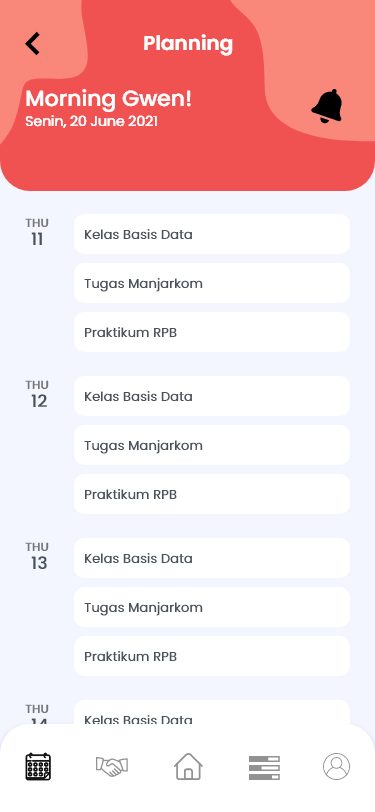 Planning
Morning Gwen!
Senin, 20 June 2021
THU
11
Kelas Basis Data
Tugas Manjarkom
Praktikum RPB
THU
12
Kelas Basis Data
Tugas Manjarkom
Praktikum RPB
THU
13
Kelas Basis Data
Tugas Manjarkom
Praktikum RPB
THU
14
Kelas Basis Data